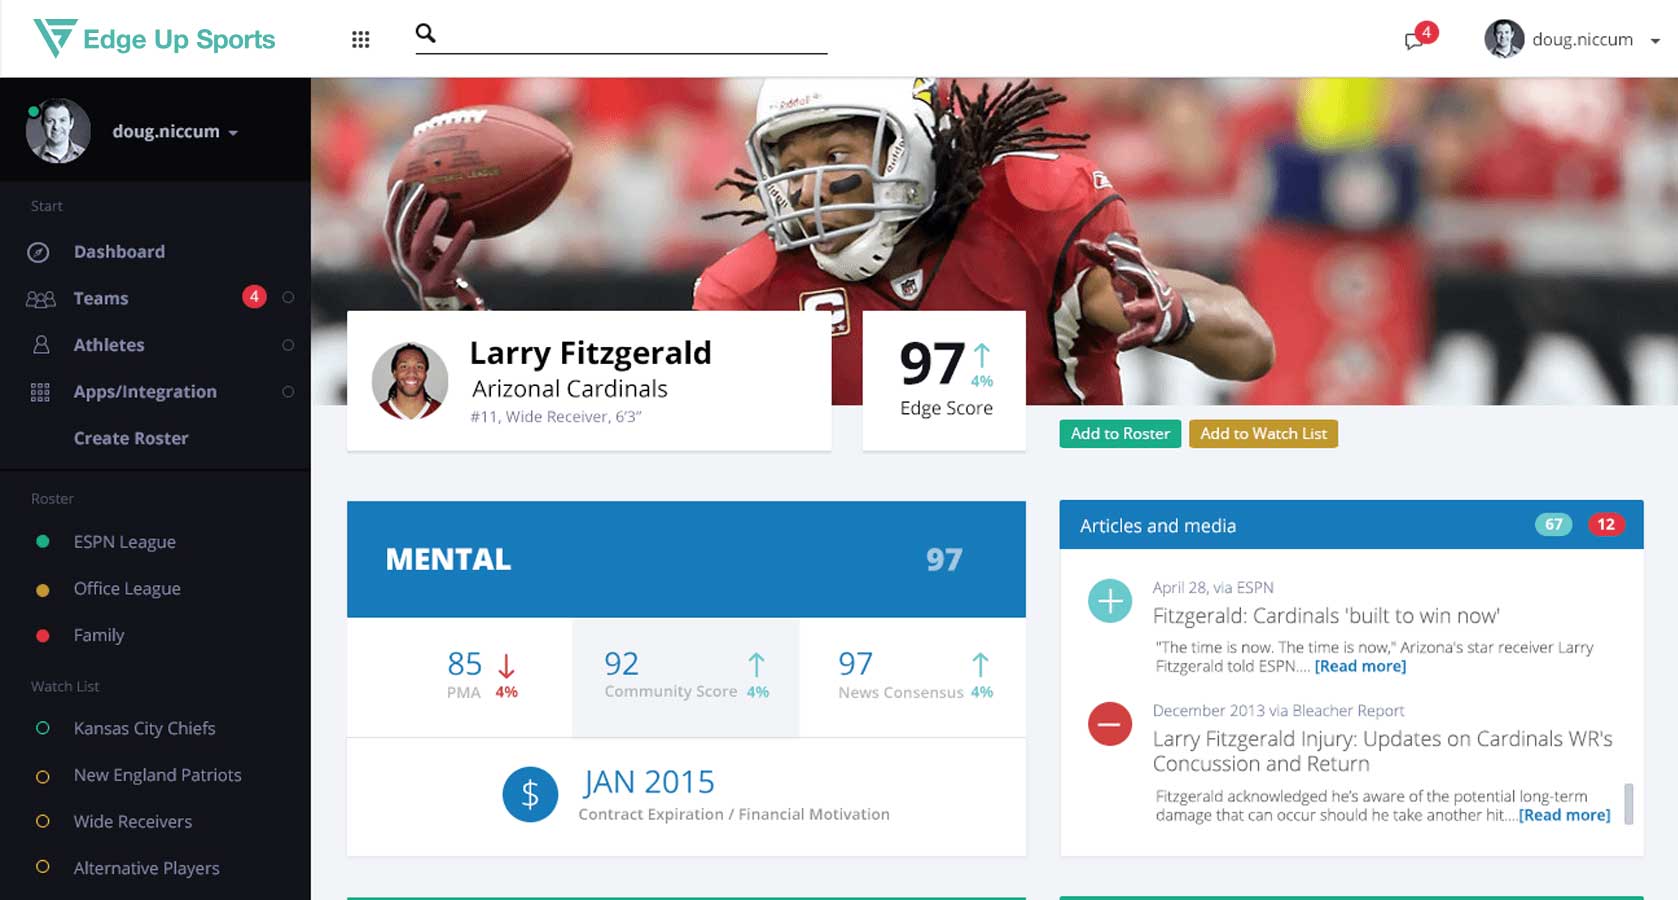 Edge Up Sports
4
doug.niccum
doug.niccum
Start
Dashboard
Teams
4
Athletes
Apps/Integration
Create Roster
Roster
ESPN League
Office League
Family
Watch List
Kansas City Chiefs
New England Patriots
Wide Receivers
Alternative Players
Riddell
NFL
C
Larry Fitzgerald
Arizonal Cardinals
#11, Wide Receiver, 6'3"
97
4%
Edge Score
Add to Roster
Add to Watch List
MENTAL
97
85
PMA
4%
92
Community Score
4%
97
News Consensus
4%
$
JAN 2015
Contract Expiration / Financial Motivation
Articles and media
67
12
April 28, via ESPN
Fitzgerald: Cardinals 'built to win now'
"The time is now. The time is now," Arizona's star receiver Larry
Fitzgerald told ESPN.... [Read more]
December 2013 via Bleacher Report
Larry Fitzgerald Injury: Updates on Cardinals WR's
Concussion and Return
Fitzgerald acknowledged he's aware of the potential long-term
damage that can occur should he take another hit....[Read more]